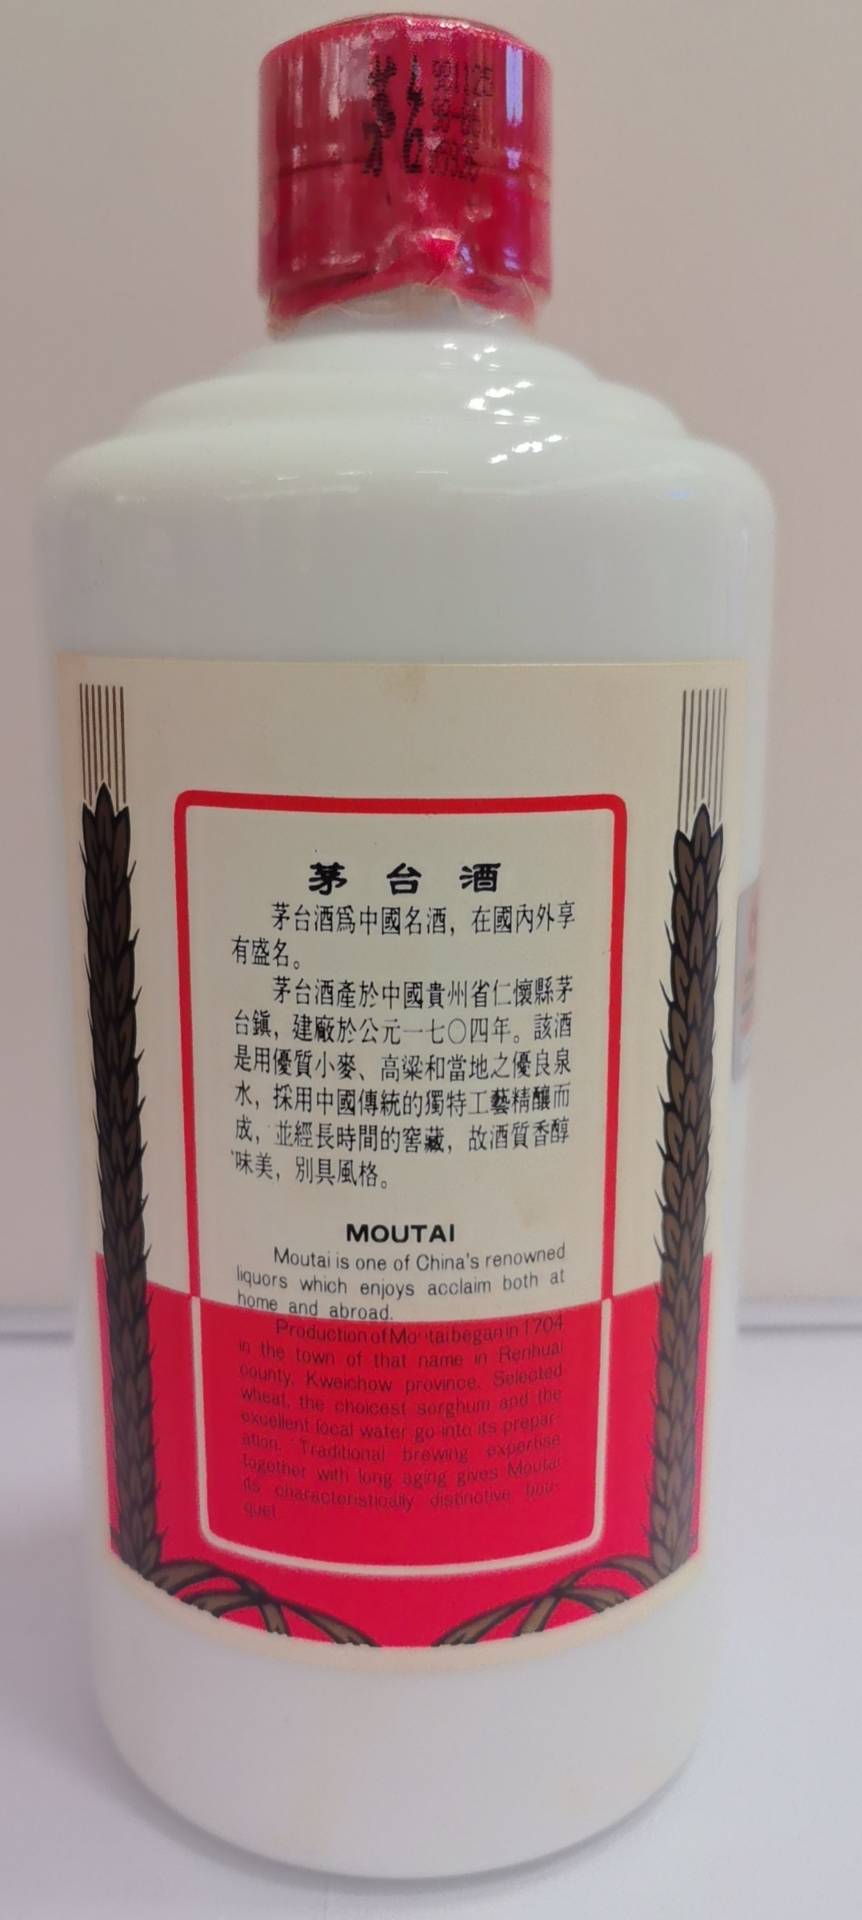 茅台
991125
茅台酒
茅台酒爲中國名酒，在國內外享
有盛名。
茅台酒產於中國貴州省仁懷縣茅
台鎭，建廠於公元一七〇四年。該酒
是用優質小麥、高粱和當地之優良泉
水，採用中國傳統的獨特工藝精釀而
成，並經長時間的窖藏，故酒質香醇
味美，別具風格。
MOUTAI
Moutai is one of China's renowned
liquors which enjoys acclaim both at
home and abroad.
Production of Moutai began in 1704
in the town of that name in Renhuai
county, Kweichow province. Selected
wheat, the choicest sorghum and the
excellent local water go into its prepar-
ation. Traditional brewing expertise
together with long aging gives Moutai
its characteristically distinctive bou-
quet